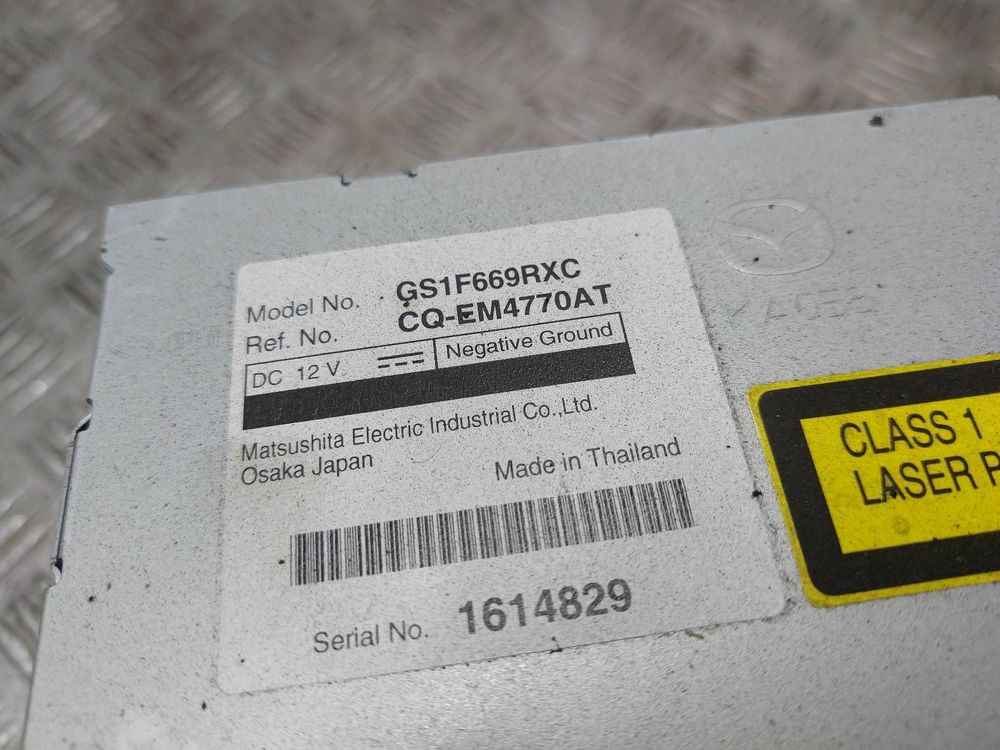 Model No. GS1F669RXC
Ref. No. CQ-EM4770AT
DC 12 V Negative Ground
Matsushita Electric Industrial Co.,Ltd.
Osaka Japan
Made in Thailand
Serial No. 1614829
CLASS 1
LASER P